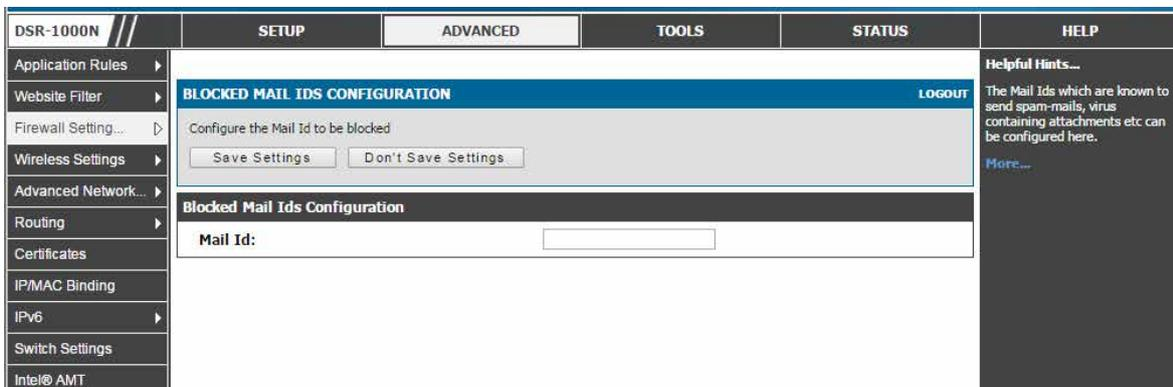 DSR-1000N
SETUP
ADVANCED
TOOLS
STATUS
HELP
Application Rules
Website Filter
Firewall Setting...
Wireless Settings
Advanced Network...
Routing
Certificates
IP/MAC Binding
IPv6
Switch Settings
Intel® AMT
BLOCKED MAIL IDS CONFIGURATION
LOGOUT
Configure the Mail Id to be blocked
Save Settings
Don't Save Settings
Blocked Mail Ids Configuration
Mail Id:
Helpful Hints...
The Mail Ids which are known to
send spam-mails, virus
containing attachments etc can
be configured here.
More...